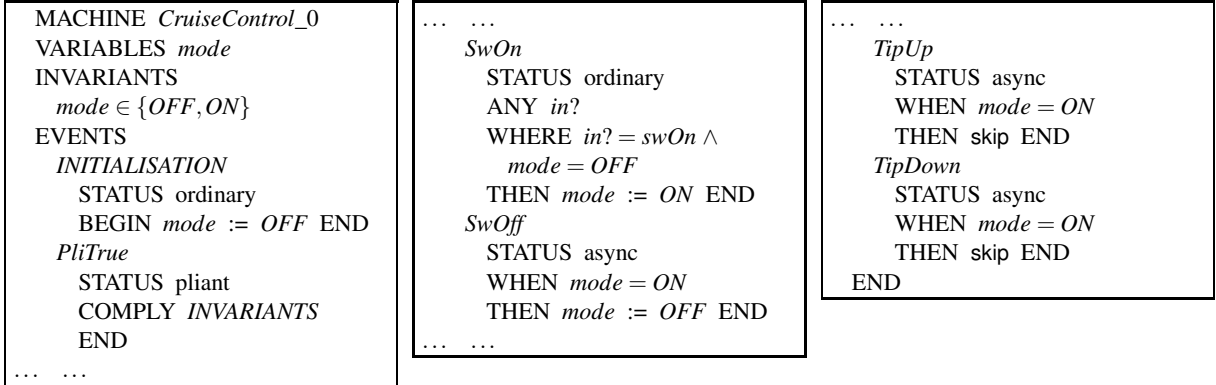 MACHINE CruiseControl_0
VARIABLES mode
INVARIANTS
mode ∈ {OFF,ON}
EVENTS
INITIALISATION
STATUS ordinary
BEGIN mode := OFF END
PliTrue
STATUS pliant
COMPLY INVARIANTS
END
... ...
... ...
SwOn
STATUS ordinary
ANY in?
WHERE in? = swOn ∧
mode = OFF
THEN mode := ON END
SwOff
STATUS async
WHEN mode = ON
THEN mode := OFF END
... ...
... ...
TipUp
STATUS async
WHEN mode = ON
THEN skip END
TipDown
STATUS async
WHEN mode = ON
THEN skip END
END